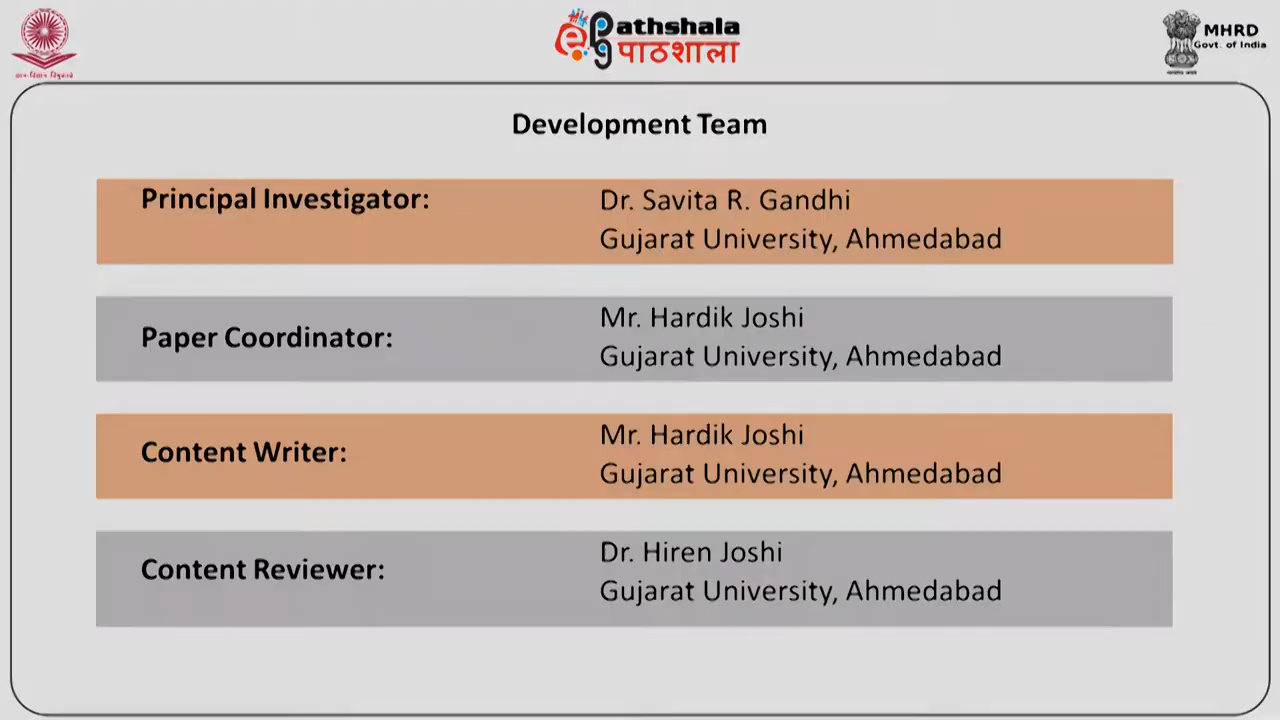 ज्ञान-विज्ञान विमुक्तये
ePathshala
पाठशाला
MHRD
Govt. of India
Development Team
Principal Investigator:
Dr. Savita R. Gandhi
Gujarat University, Ahmedabad
Paper Coordinator:
Mr. Hardik Joshi
Gujarat University, Ahmedabad
Content Writer:
Mr. Hardik Joshi
Gujarat University, Ahmedabad
Content Reviewer:
Dr. Hiren Joshi
Gujarat University, Ahmedabad